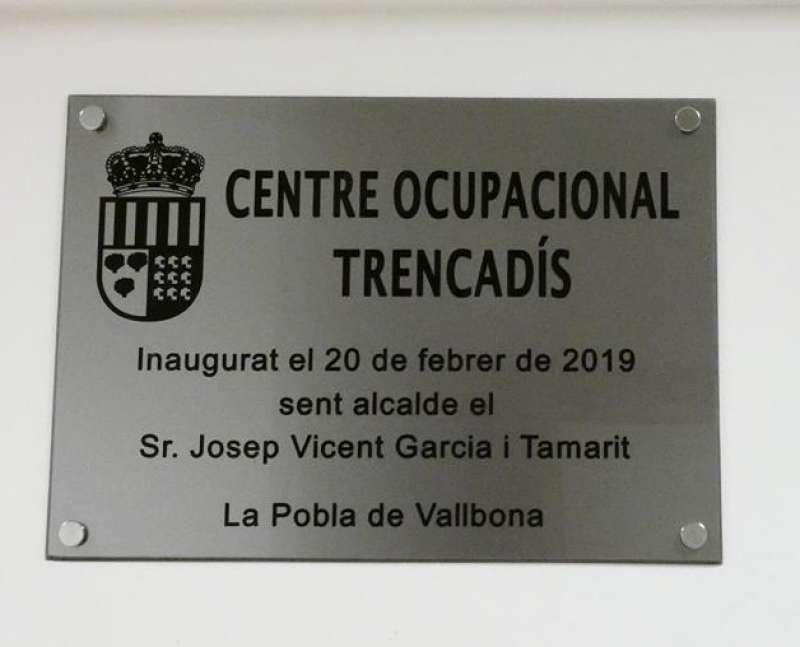 CENTRE OCUPACIONAL
TRENCADÍS
Inaugurat el 20 de febrer de 2019
sent alcalde el
Sr. Josep Vicent Garcia i Tamarit
La Pobla de Vallbona